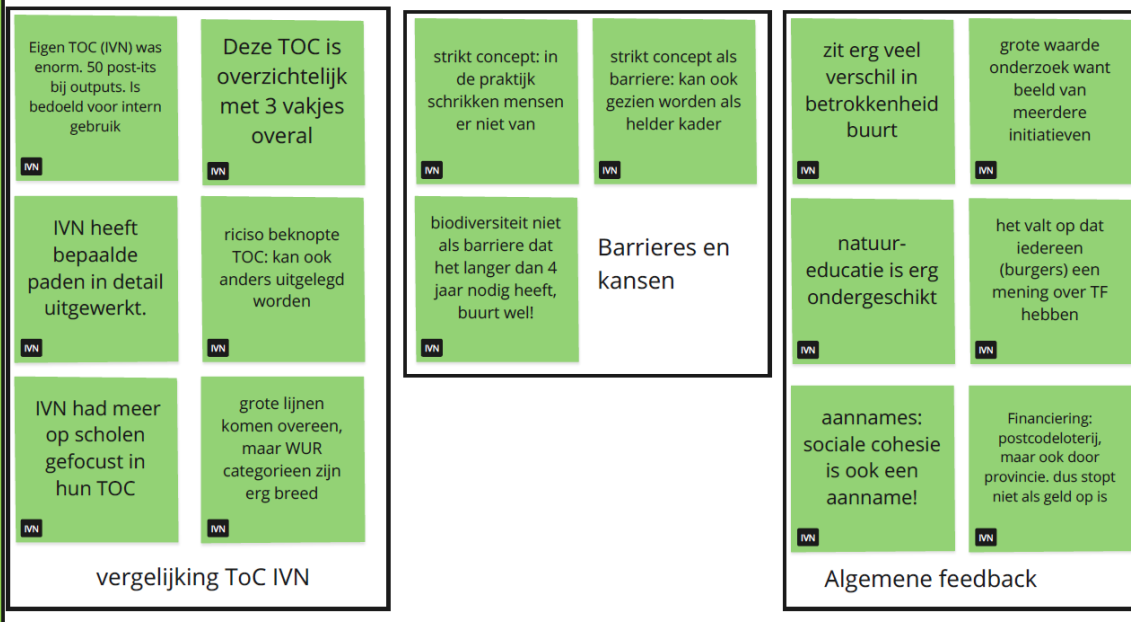 Eigen TOC (IVN) was
enorm. 50 post-its
bij outputs. Is
bedoeld voor intern
gebruik
IVN
Deze TOC is
overzichtelijk
met 3 vakjes
overal
IVN
IVN heeft
bepaalde
paden in detail
uitgewerkt.
IVN
riciso beknopte
TOC: kan ook
anders uitgelegd
worden
IVN
IVN had meer
op scholen
gefocust in
hun TOC
IVN
grote lijnen
komen overeen,
maar WUR
categorieen zijn
erg breed
IVN
vergelijking ToC IVN
strikt concept: in
de praktijk
schrikken mensen
er niet van
IVN
strikt concept als
barriere: kan ook
gezien worden als
helder kader
IVN
biodiversiteit niet
als barriere dat
het langer dan 4
jaar nodig heeft,
buurt wel!
IVN
Barrieres en
kansen
zit erg veel
verschil in
betrokkenheid
buurt
IVN
grote waarde
onderzoek want
beeld van
meerdere
initiatieven
IVN
natuur-
educatie is erg
ondergeschikt
IVN
het valt op dat
iedereen
(burgers) een
mening over TF
hebben
IVN
aannames:
sociale cohesie
is ook een
aanname!
IVN
Financiering:
postcodeloterij,
maar ook door
provincie. dus stopt
niet als geld op is
IVN
Algemene feedback